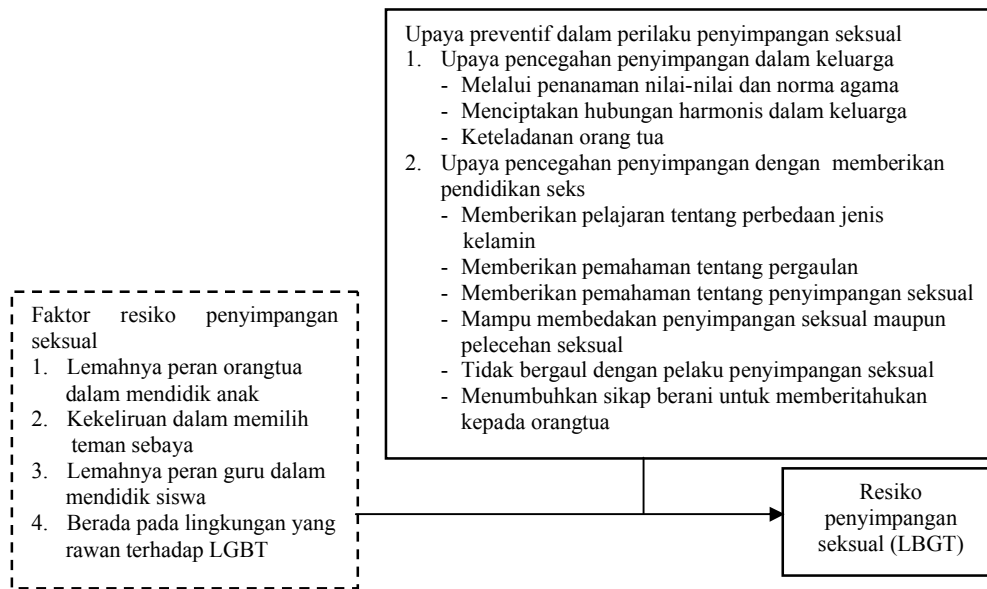 Upaya preventif dalam perilaku penyimpangan seksual
1. Upaya pencegahan penyimpangan dalam keluarga
- Melalui penanaman nilai-nilai dan norma agama
- Menciptakan hubungan harmonis dalam keluarga
- Keteladanan orang tua
2. Upaya pencegahan penyimpangan dengan memberikan
pendidikan seks
- Memberikan pelajaran tentang perbedaan jenis
kelamin
- Memberikan pemahaman tentang pergaulan
- Memberikan pemahaman tentang penyimpangan seksual
- Mampu membedakan penyimpangan seksual maupun
pelecehan seksual
- Tidak bergaul dengan pelaku penyimpangan seksual
- Menumbuhkan sikap berani untuk memberitahukan
kepada orangtua
Faktor resiko penyimpangan
seksual
1. Lemahnya peran orangtua
dalam mendidik anak
2. Kekeliruan dalam memilih
teman sebaya
3. Lemahnya peran guru dalam
mendidik siswa
4. Berada pada lingkungan yang
rawan terhadap LGBT
Resiko
penyimpangan
seksual (LBGT)